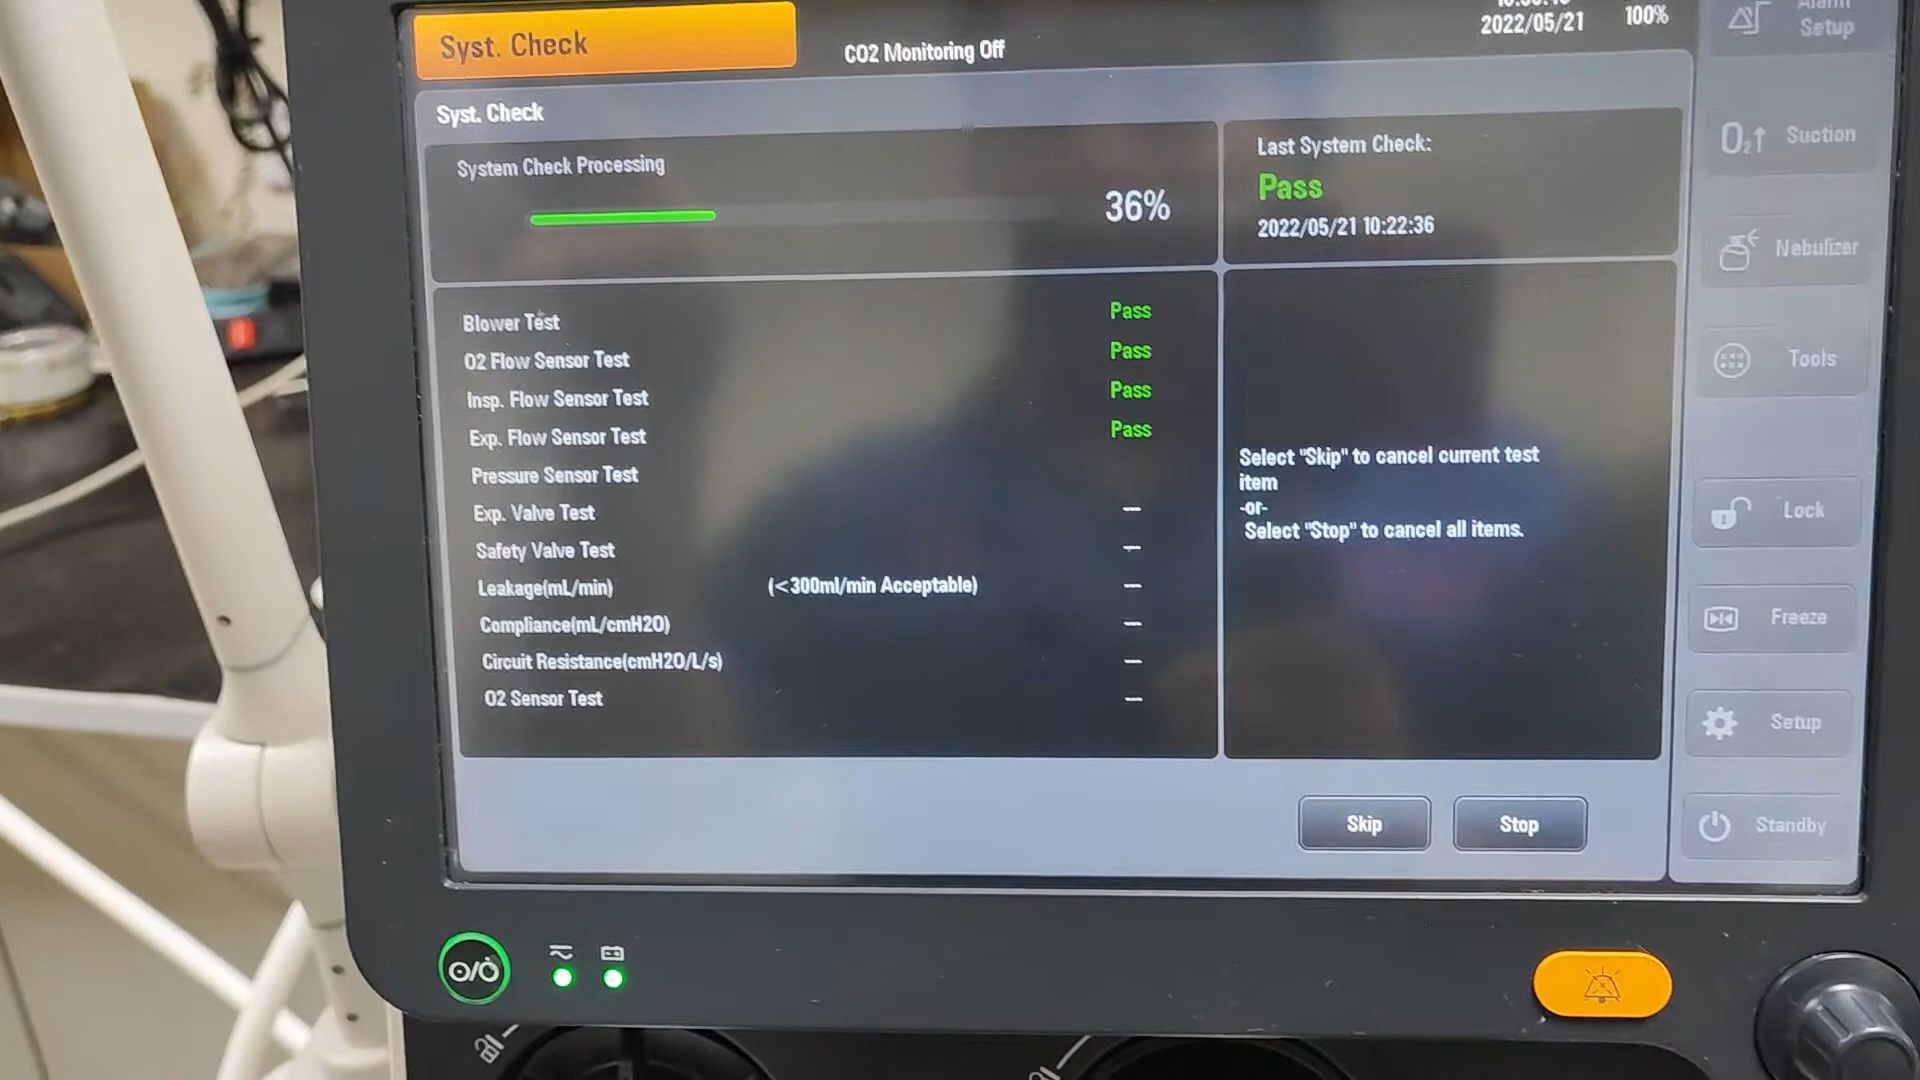 Syst. Check
CO2 Monitoring Off
2022/05/21
100%
Alarm
Setup
Syst. Check
System Check Processing
36%
Last System Check:
Pass
2022/05/21 10:22:36
Blower Test Pass
O2 Flow Sensor Test Pass
Insp. Flow Sensor Test Pass
Exp. Flow Sensor Test Pass
Pressure Sensor Test
Exp. Valve Test —
Safety Valve Test —
Leakage(mL/min) (<300ml/min Acceptable) —
Compliance(mL/cmH2O) —
Circuit Resistance(cmH2O/L/s) —
O2 Sensor Test —
Select "Skip" to cancel current test
item
-or-
Select "Stop" to cancel all items.
Skip
Stop
O2↑ Suction
Nebulizer
Tools
Lock
Freeze
Setup
Standby